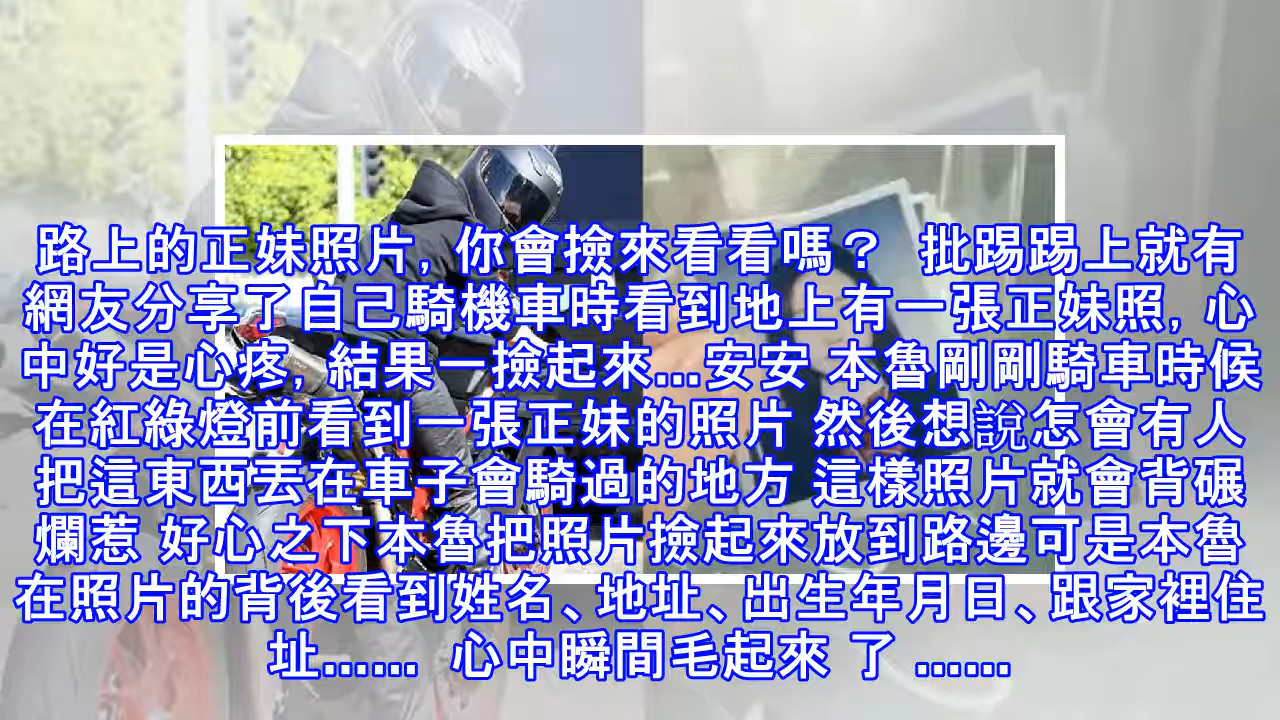 路上的正妹照片, 你會撿來看看嗎？ 批踢踢上就有
網友分享了自己騎機車時看到地上有一張正妹照, 心
中好是心疼, 結果一撿起來...安安 本魯剛剛騎車時候
在紅綠燈前看到一張正妹的照片 然後想說怎會有人
把這東西丟在車子會騎過的地方 這樣照片就會背碾
爛惹 好心之下本魯把照片撿起來放到路邊可是本魯
在照片的背後看到姓名、地址、出生年月日、跟家裡住
址...... 心中瞬間毛起來 了 ......